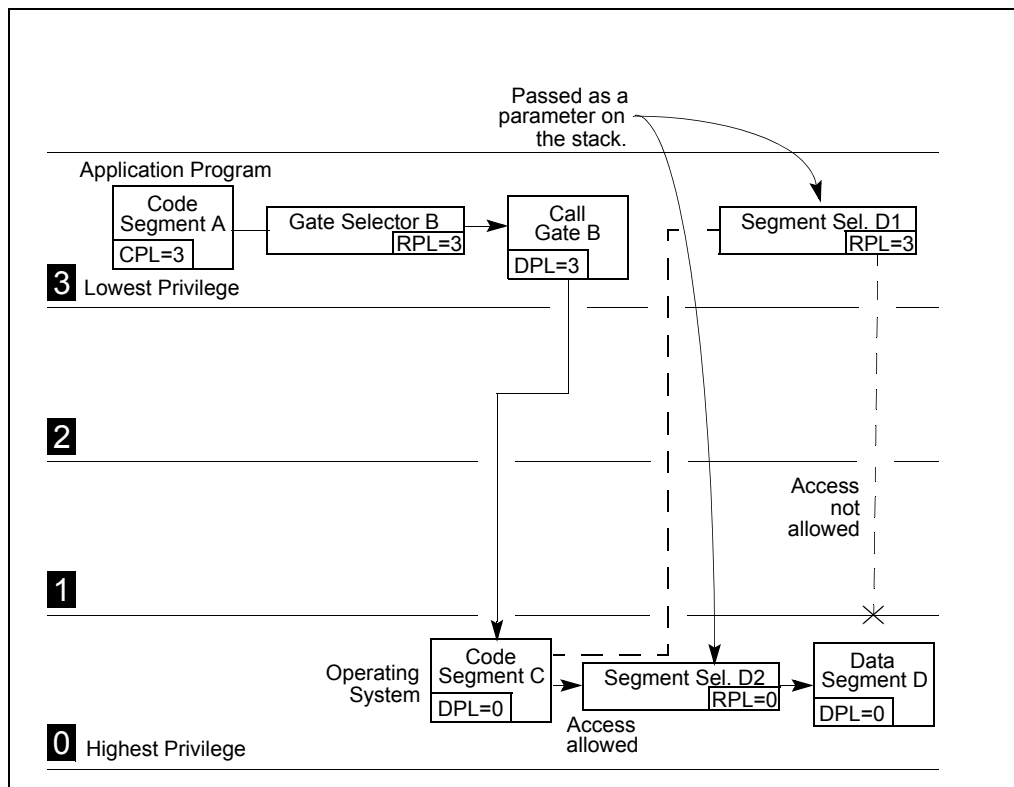 Passed as a
parameter on
the stack.
Application Program
Code
Segment A
CPL=3
Gate Selector B
RPL=3
Call
Gate B
DPL=3
Segment Sel. D1
RPL=3
3 Lowest Privilege
2
Access
not
allowed
1
Operating
System
Code
Segment C
DPL=0
Segment Sel. D2
RPL=0
Data
Segment D
DPL=0
Access
allowed
0 Highest Privilege